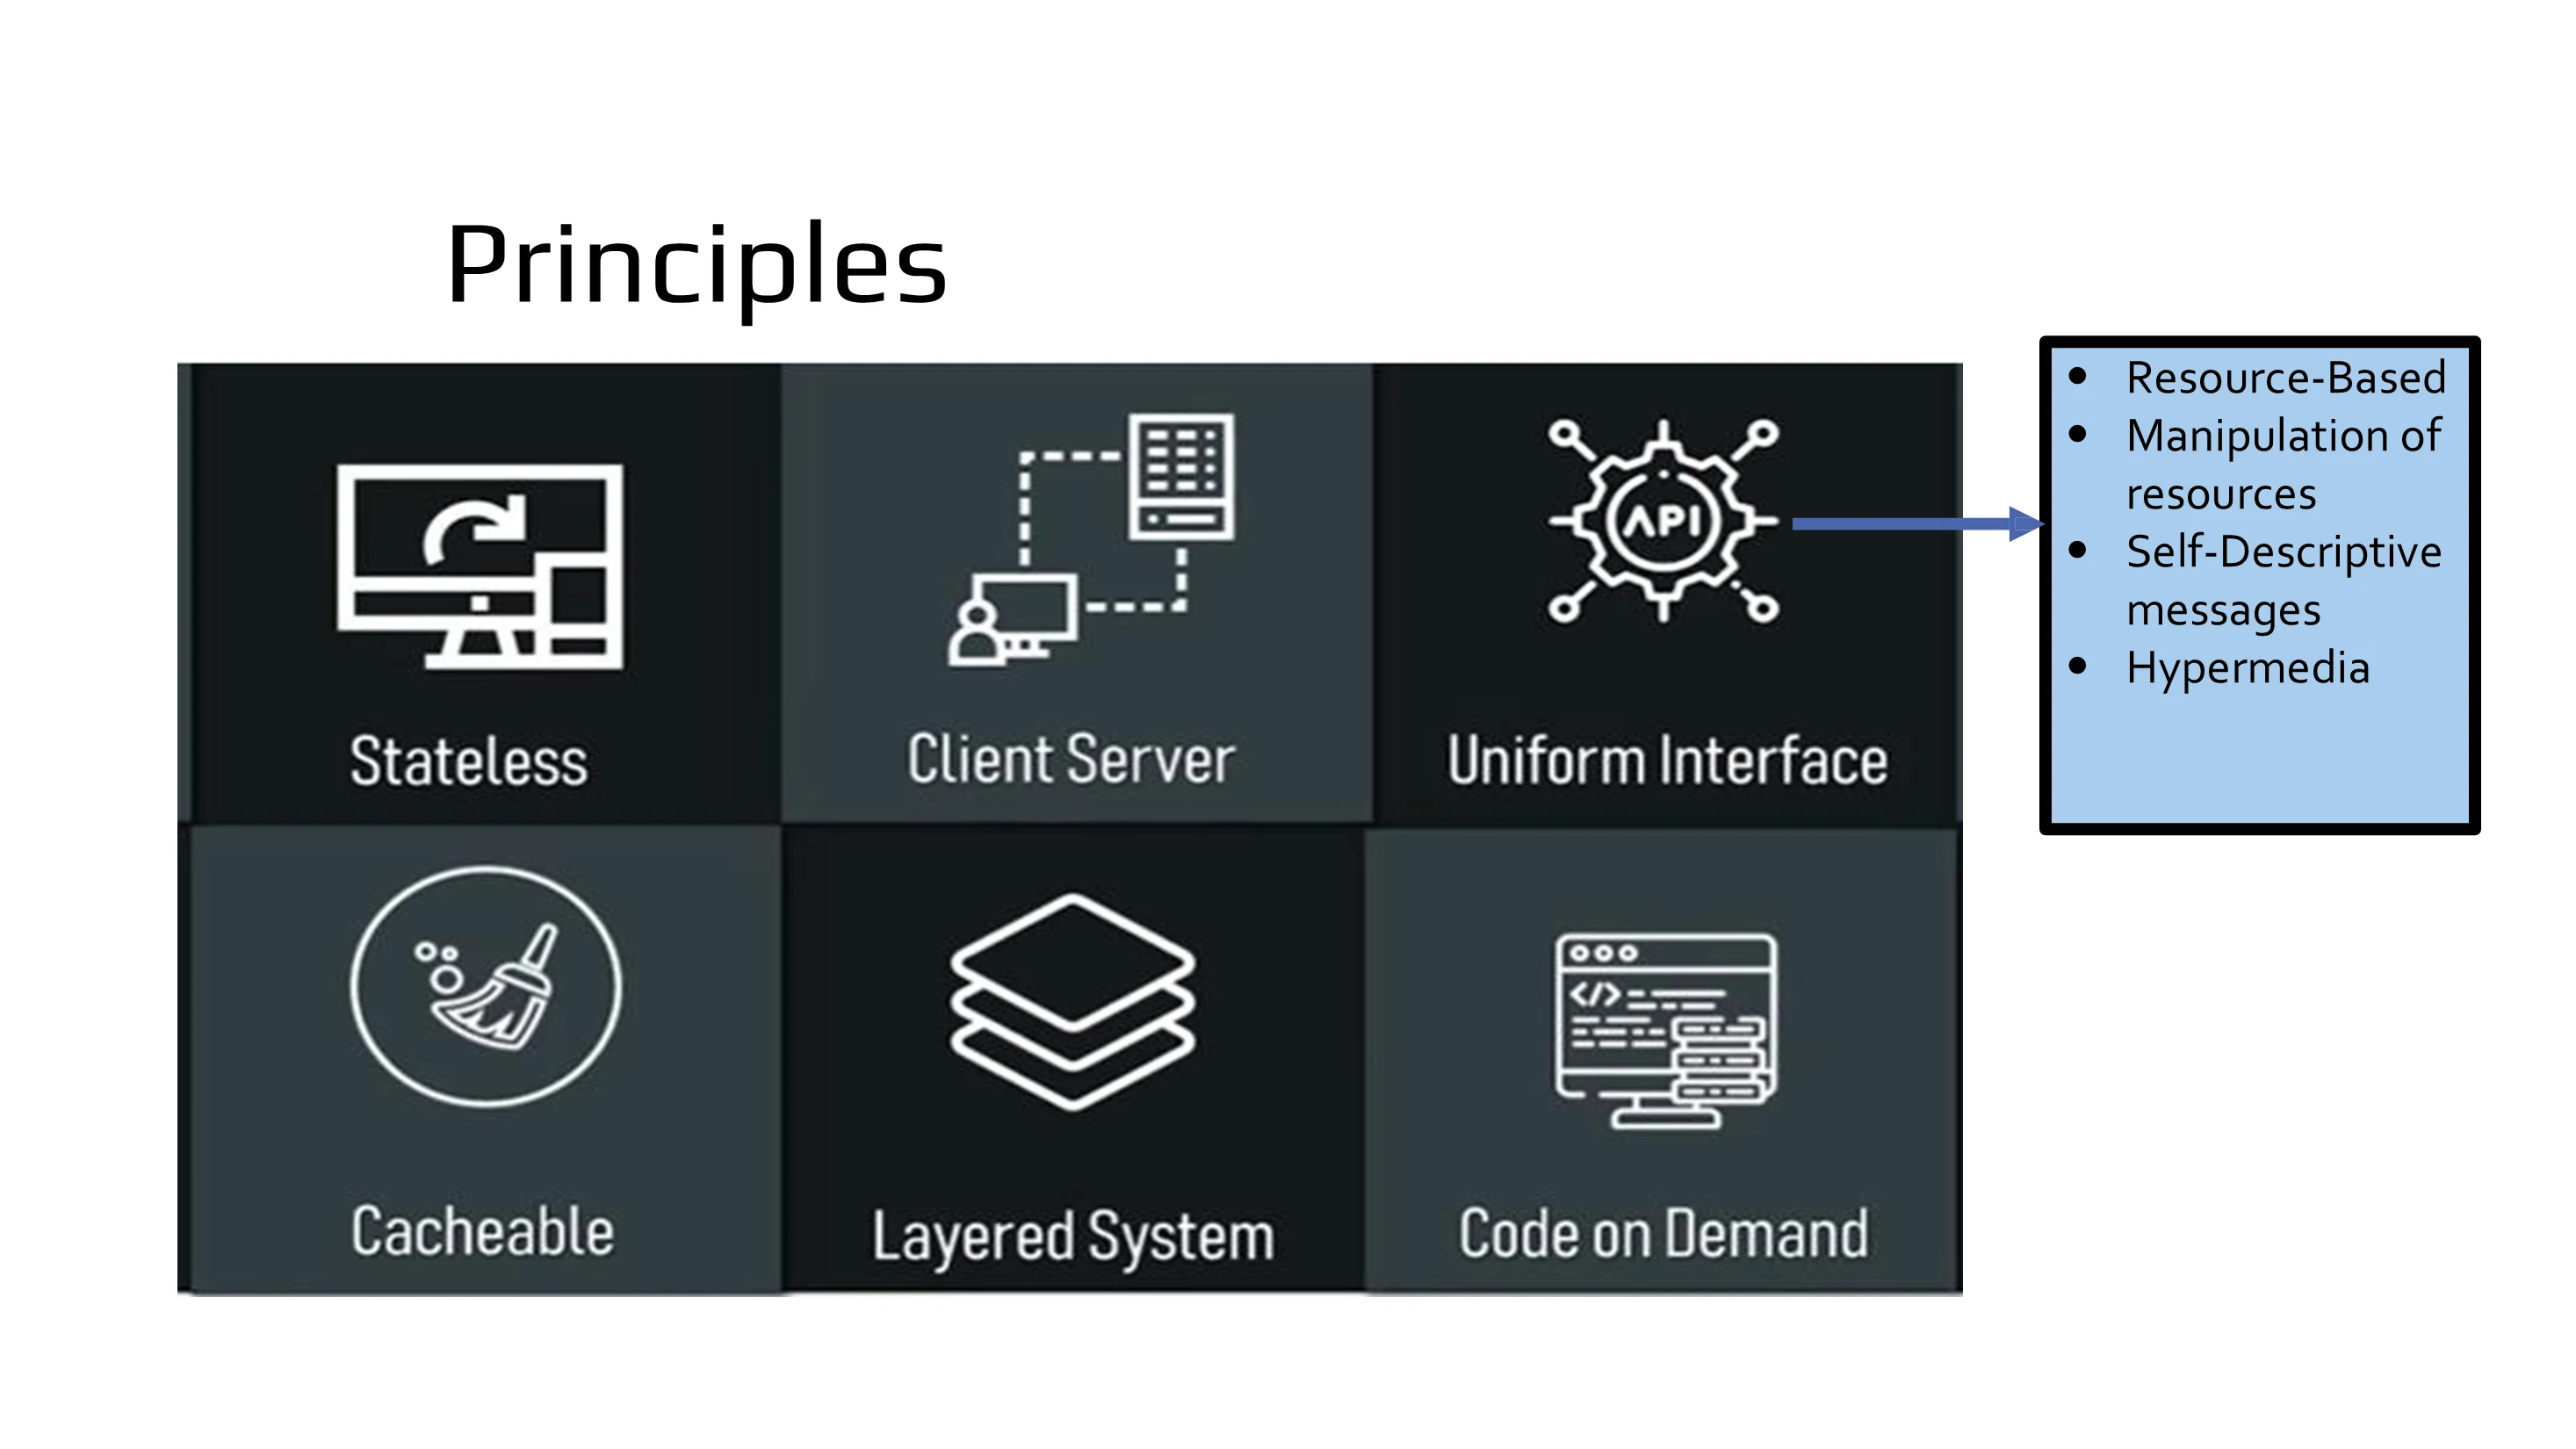 Principles
Stateless
Client Server
API
Uniform Interface
• Resource-Based
• Manipulation of
resources
• Self-Descriptive
messages
• Hypermedia
Cacheable
Layered System
</>
Code on Demand